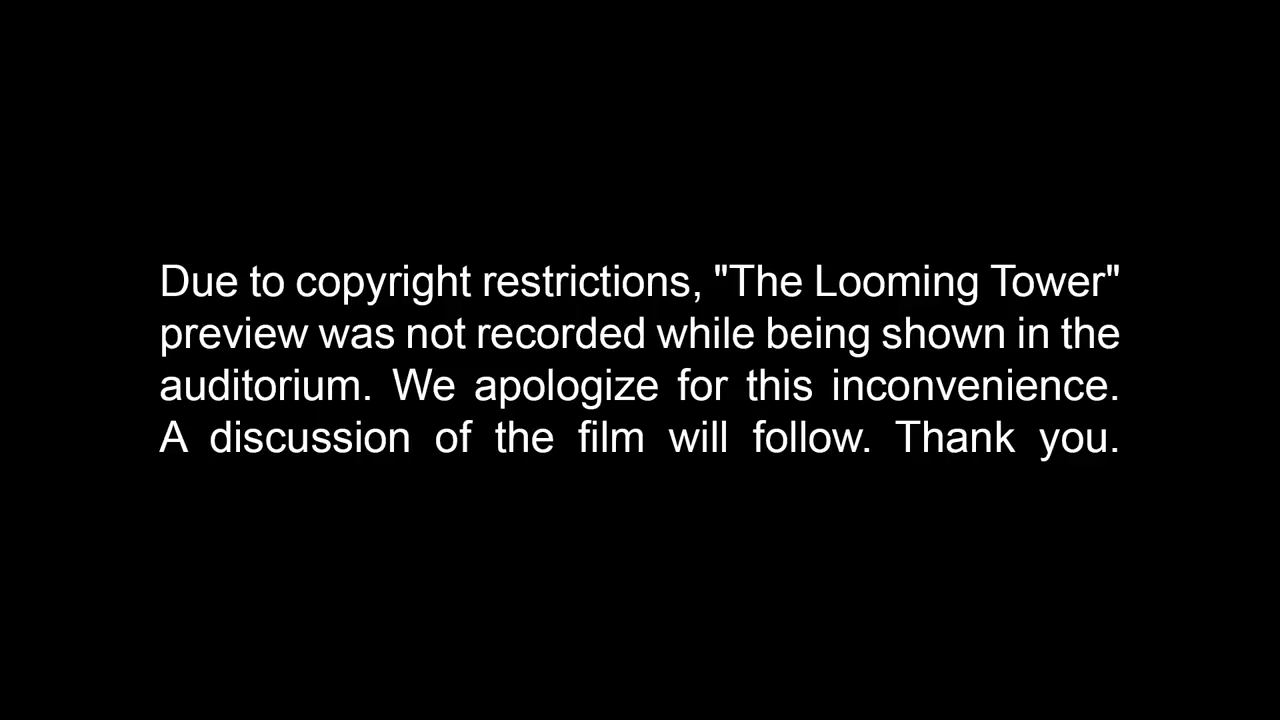 Due to copyright restrictions, "The Looming Tower"
preview was not recorded while being shown in the
auditorium. We apologize for this inconvenience.
A discussion of the film will follow. Thank you.